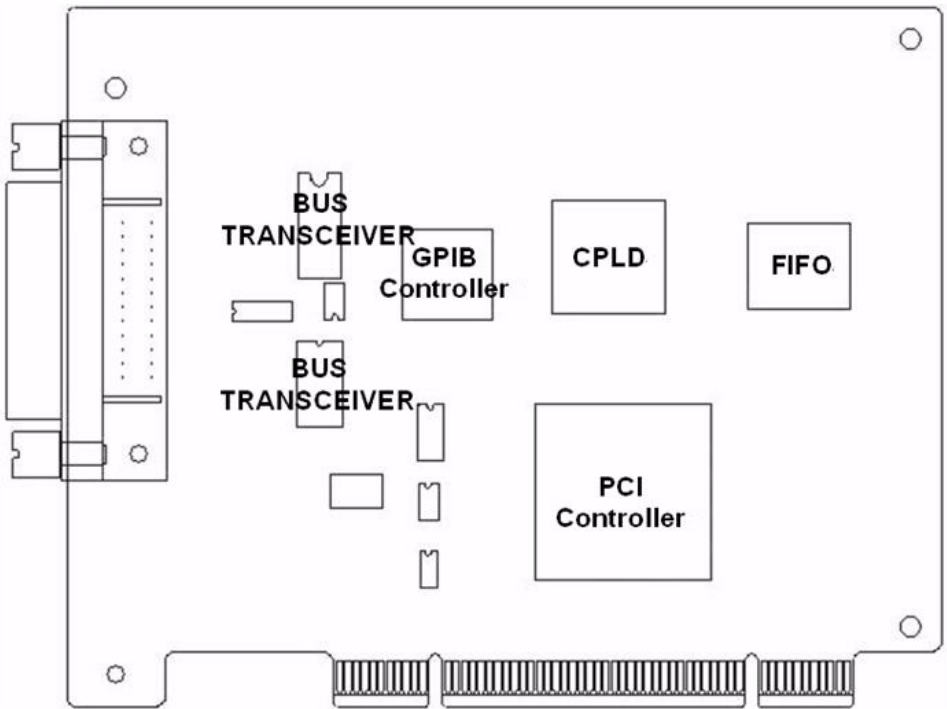 BUS
TRANSCEIVER
GPIB
Controller
CPLD
FIFO
BUS
TRANSCEIVER
PCI
Controller